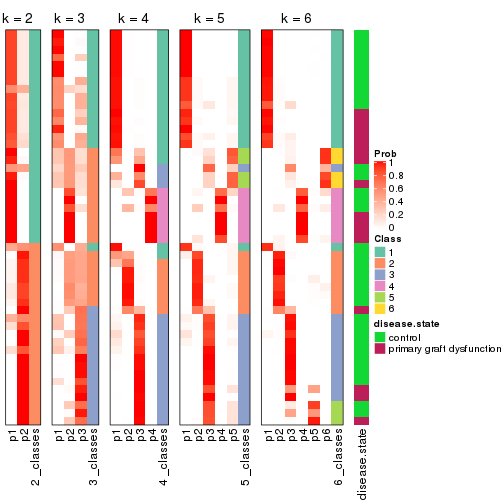 k = 2
k = 3
k = 4
k = 5
k = 6
Prob
1
0.8
0.6
0.4
0.2
0
Class
1
2
3
4
5
6
disease.state
control
primary graft dysfunction
p1
p2
2_classes
p1
p2
p3
3_classes
p1
p2
p3
p4
4_classes
p1
p2
p3
p4
p5
5_classes
p1
p2
p3
p4
p5
p6
6_classes
disease.state